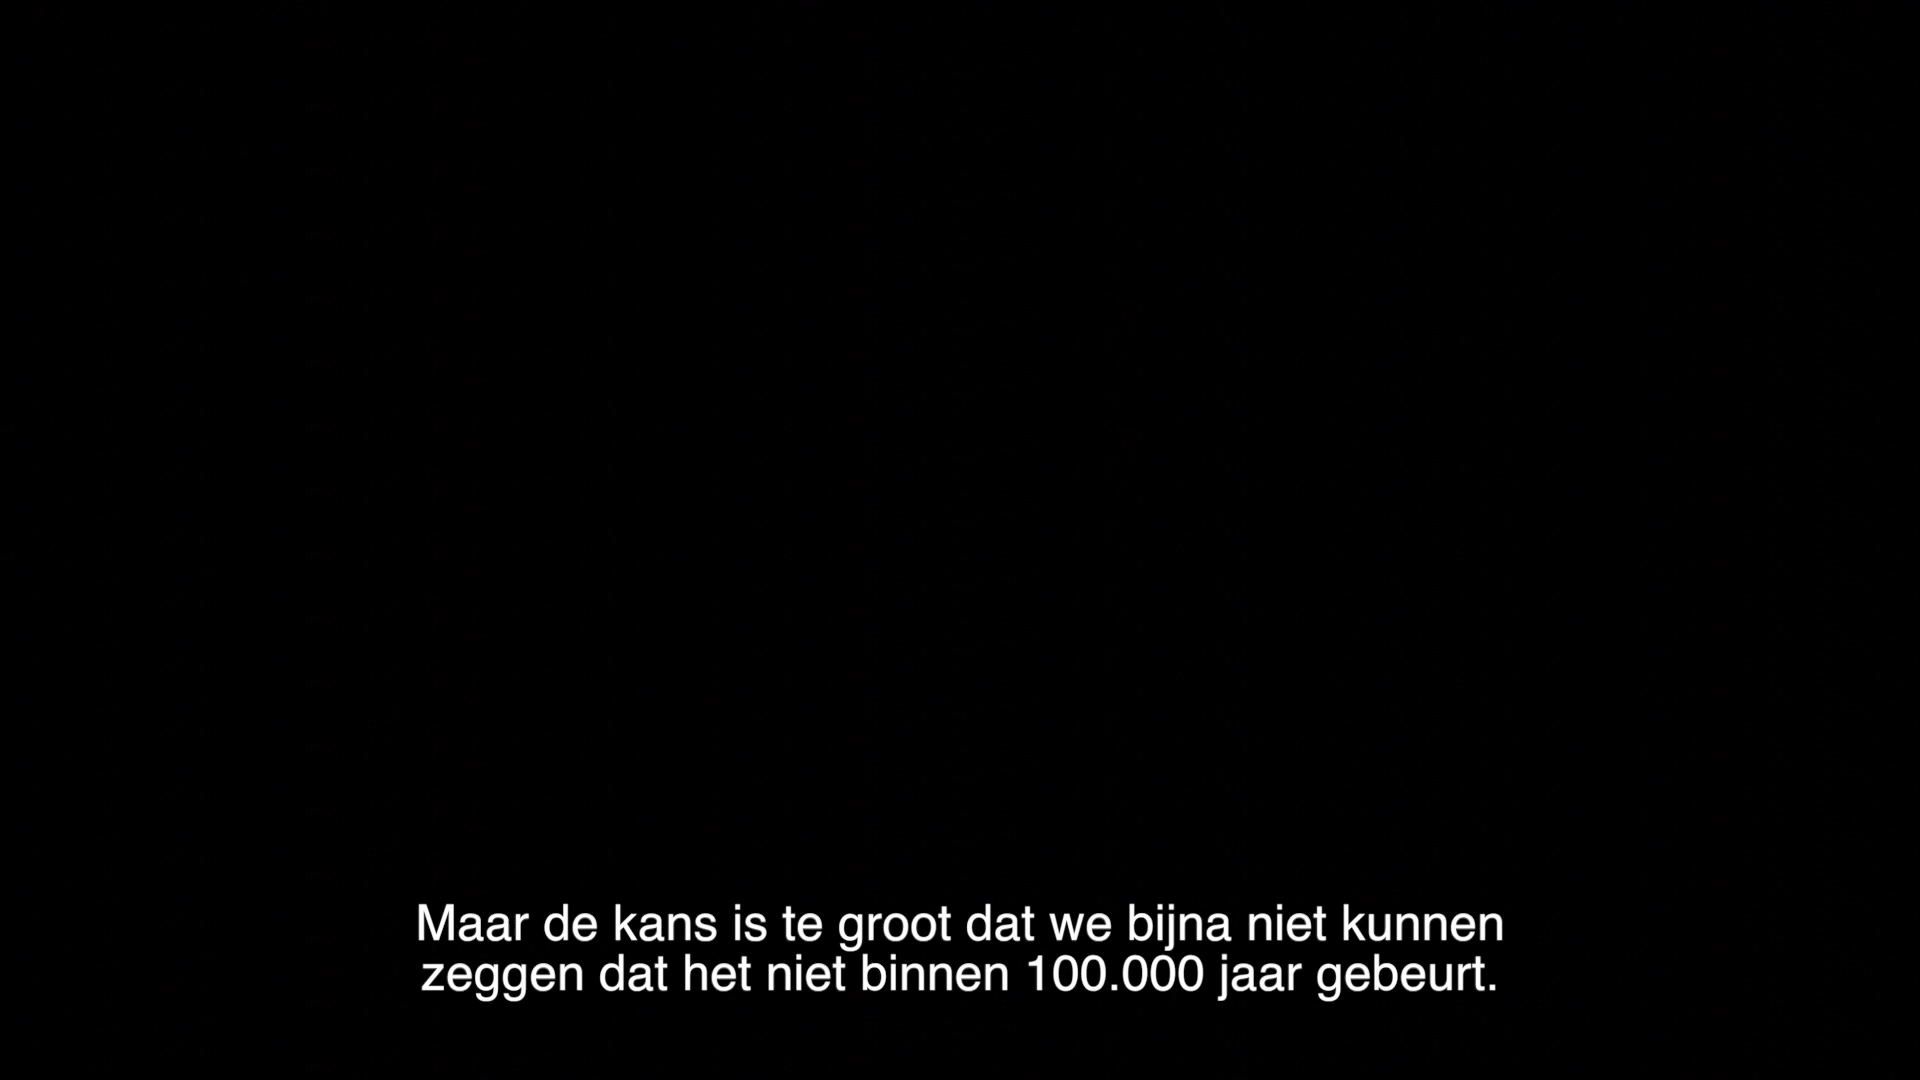 Maar de kans is te groot dat we bijna niet kunnen
zeggen dat het niet binnen 100.000 jaar gebeurt.